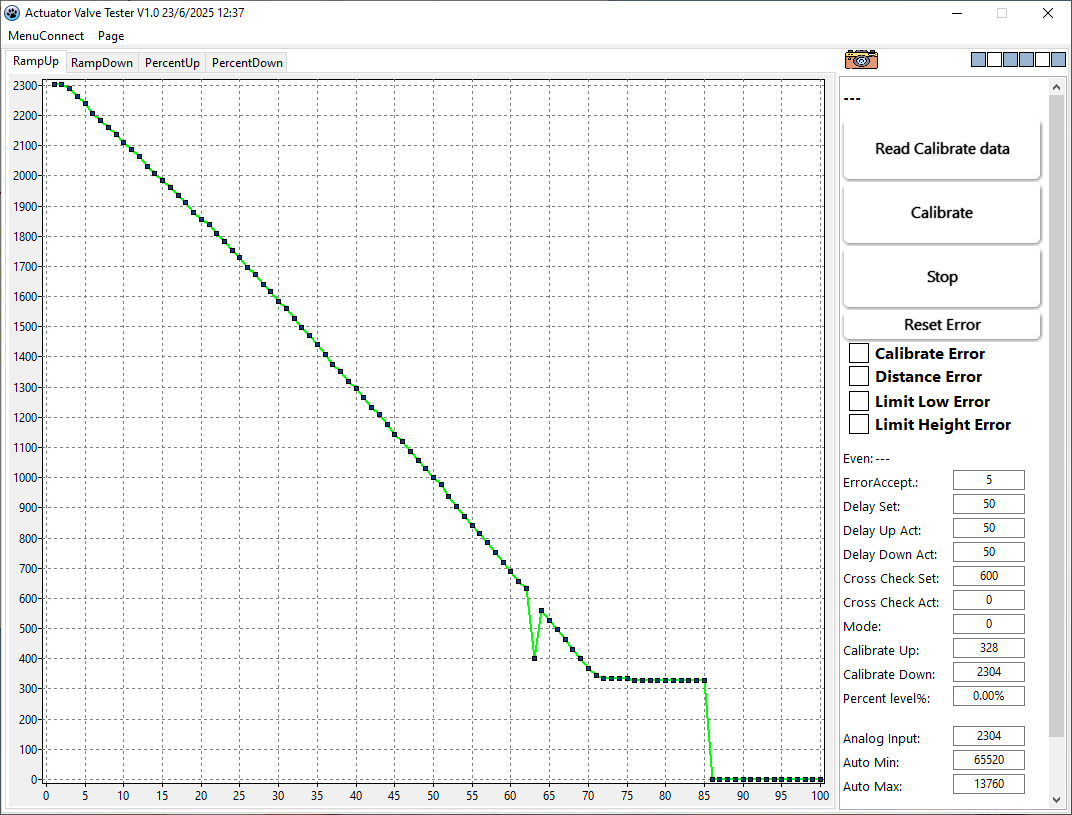 Actuator Valve Tester V1.0 23/6/2025 12:37
MenuConnect Page
RampUp RampDown PercentUp PercentDown
2300
2200
2100
2000
1900
1800
1700
1600
1500
1400
1300
1200
1100
1000
900
800
700
600
500
400
300
200
100
0
0 5 10 15 20 25 30 35 40 45 50 55 60 65 70 75 80 85 90 95 100
---
Read Calibrate data
Calibrate
Stop
Reset Error
Calibrate Error
Distance Error
Limit Low Error
Limit Height Error
Even: ---
ErrorAccept.: 5
Delay Set: 50
Delay Up Act: 50
Delay Down Act: 50
Cross Check Set: 600
Cross Check Act: 0
Mode: 0
Calibrate Up: 328
Calibrate Down: 2304
Percent level%: 0.00%
Analog Input: 2304
Auto Min: 65520
Auto Max: 13760